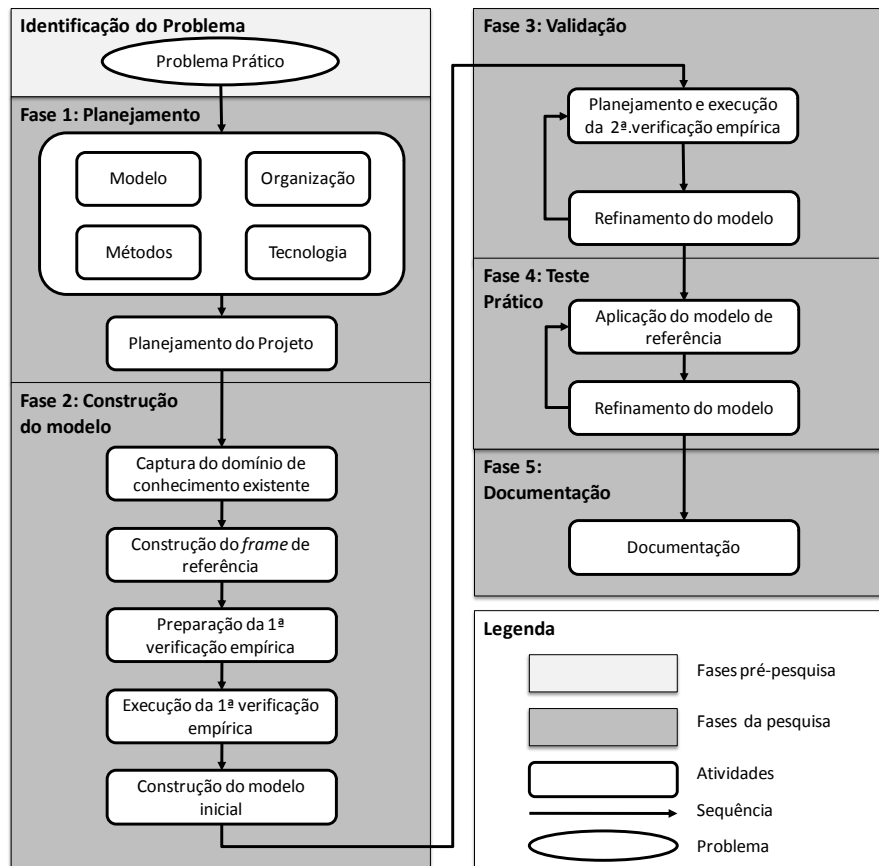 Identificação do Problema
Problema Prático
Fase 1: Planejamento
Modelo
Organização
Métodos
Tecnologia
Planejamento do Projeto
Fase 2: Construção
do modelo
Captura do domínio de
conhecimento existente
Construção do frame de
referência
Preparação da 1ª
verificação empírica
Execução da 1ª verificação
empírica
Construção do modelo
inicial
Fase 3: Validação
Planejamento e execução
da 2ª.verificação empírica
Refinamento do modelo
Fase 4: Teste
Prático
Aplicação do modelo de
referência
Refinamento do modelo
Fase 5:
Documentação
Documentação
Legenda
Fases pré-pesquisa
Fases da pesquisa
Atividades
Sequência
Problema